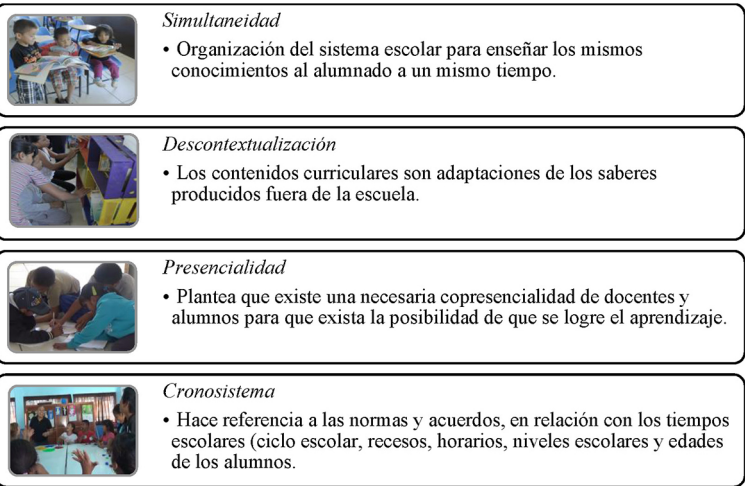 Simultaneidad
• Organización del sistema escolar para enseñar los mismos
conocimientos al alumnado a un mismo tiempo.
Descontextualización
• Los contenidos curriculares son adaptaciones de los saberes
producidos fuera de la escuela.
Presencialidad
• Plantea que existe una necesaria copresencialidad de docentes y
alumnos para que exista la posibilidad de que se logre el aprendizaje.
Cronosistema
• Hace referencia a las normas y acuerdos, en relación con los tiempos
escolares (ciclo escolar, recesos, horarios, niveles escolares y edades
de los alumnos.